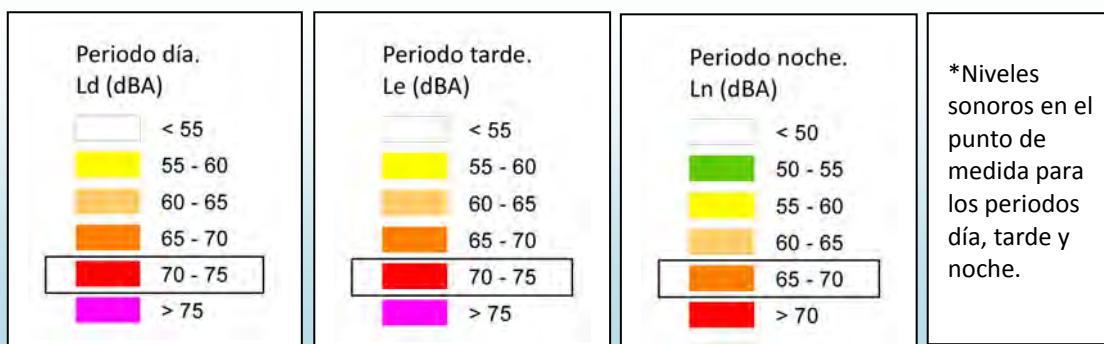 Periodo día.
Ld (dBA)
< 55
55 - 60
60 - 65
65 - 70
70 - 75
> 75
Periodo tarde.
Le (dBA)
< 55
55 - 60
60 - 65
65 - 70
70 - 75
> 75
Periodo noche.
Ln (dBA)
< 50
50 - 55
55 - 60
60 - 65
65 - 70
> 70
*Niveles
sonoros en el
punto de
medida para
los periodos
día, tarde y
noche.